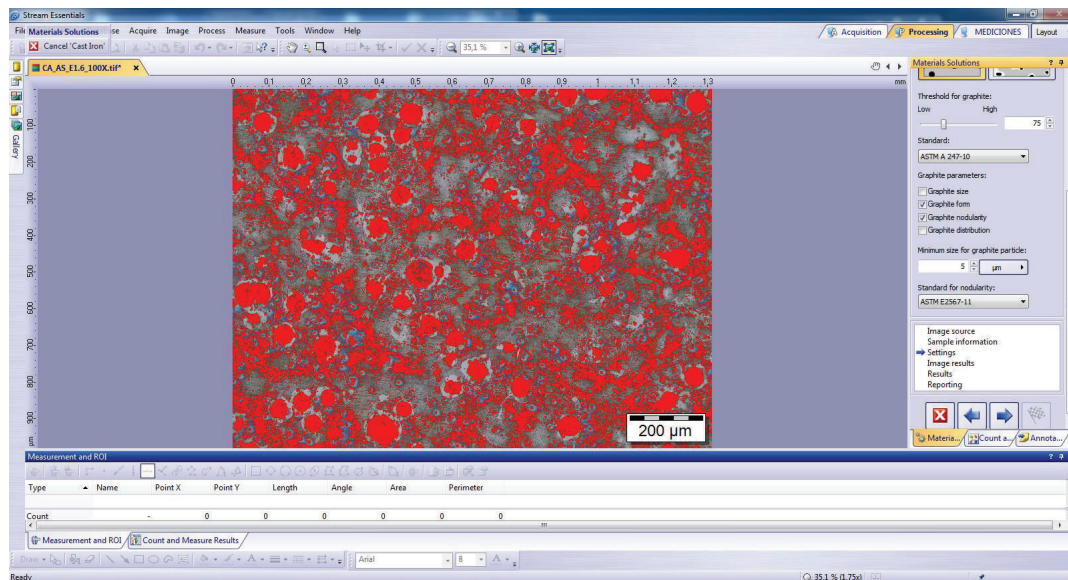 Stream Essentials
Fil Materials Solutions se Acquire Image Process Measure Tools Window Help
Acquisition Processing MEDICIONES Layout
Cancel 'Cast Iron' 35,1 %
CA_AS_E1.6_100X.tif*
Gallery
0 0,1 0,2 0,3 0,4 0,5 0,6 0,7 0,8 0,9 1 1,1 1,2 1,3 mm
100
200
300
400
500
600
700
800
900
µm
200 µm
Materials Solutions
Threshold for graphite:
Low High
75
Standard:
ASTM A 247-10
Graphite parameters:
Graphite size
Graphite form
Graphite nodularity
Graphite distribution
Minimum size for graphite particle:
5 µm
Standard for nodularity:
ASTM E2567-11
Image source
Sample information
Settings
Image results
Results
Reporting
Materia... Count a... Annota...
Measurement and ROI
Type Name Point X Point Y Length Angle Area Perimeter
Count - 0 0 0 0 0 0
Measurement and ROI Count and Measure Results
Draw Arial 8
Ready 35.1 % (1.75x)